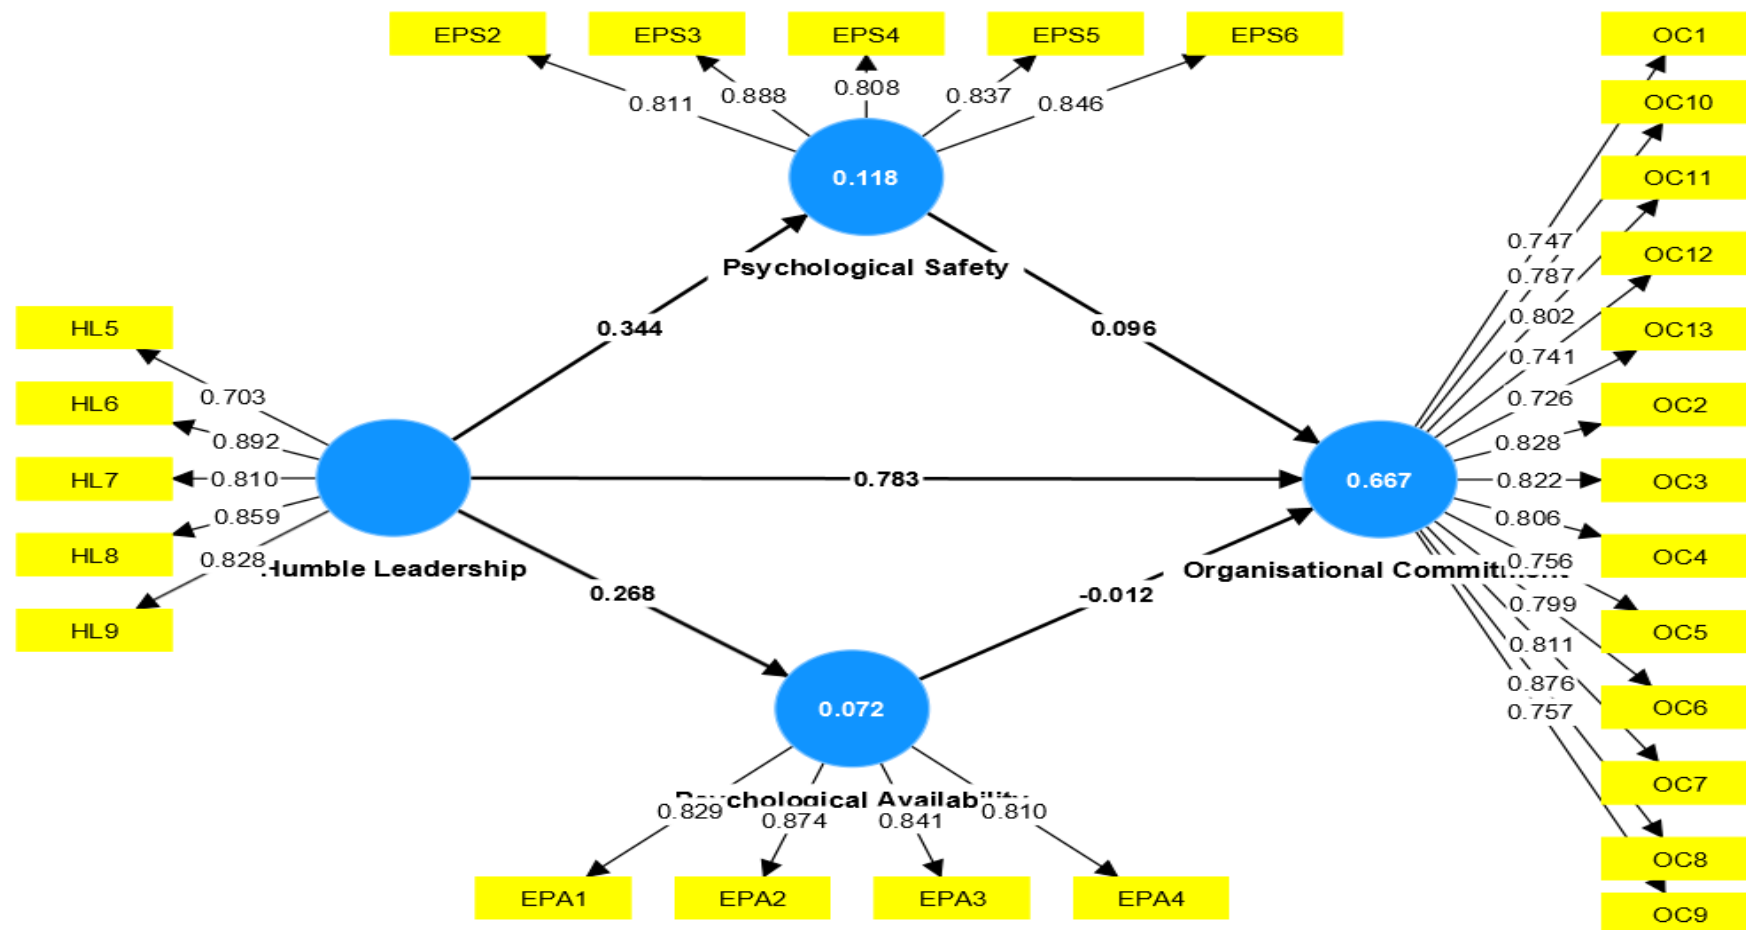 EPS2 EPS3 EPS4 EPS5 EPS6
0.811 0.888 0.808 0.837 0.846
0.118
Psychological Safety
0.344
0.096
HL5
HL6
HL7
HL8
HL9
0.703
0.892
0.810
0.859
0.828
Humble Leadership
0.783
0.667
Organisational Commitment
0.268
-0.012
0.072
Psychological Availability
0.829 0.874 0.841 0.810
EPA1 EPA2 EPA3 EPA4
OC1
OC10
OC11
OC12
OC13
OC2
OC3
OC4
OC5
OC6
OC7
OC8
OC9
0.747
0.787
0.802
0.741
0.726
0.828
0.822
0.806
0.756
0.799
0.811
0.876
0.757